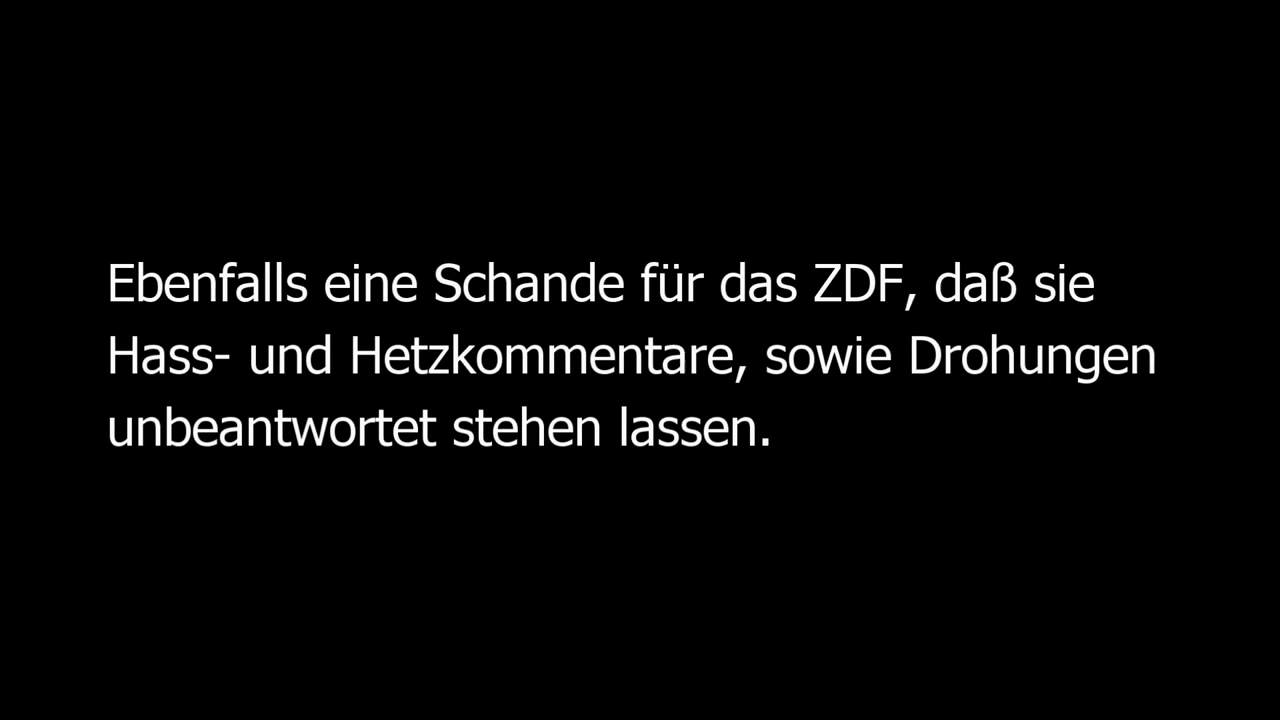 Ebenfalls eine Schande für das ZDF, daß sie
Hass- und Hetzkommentare, sowie Drohungen
unbeantwortet stehen lassen.